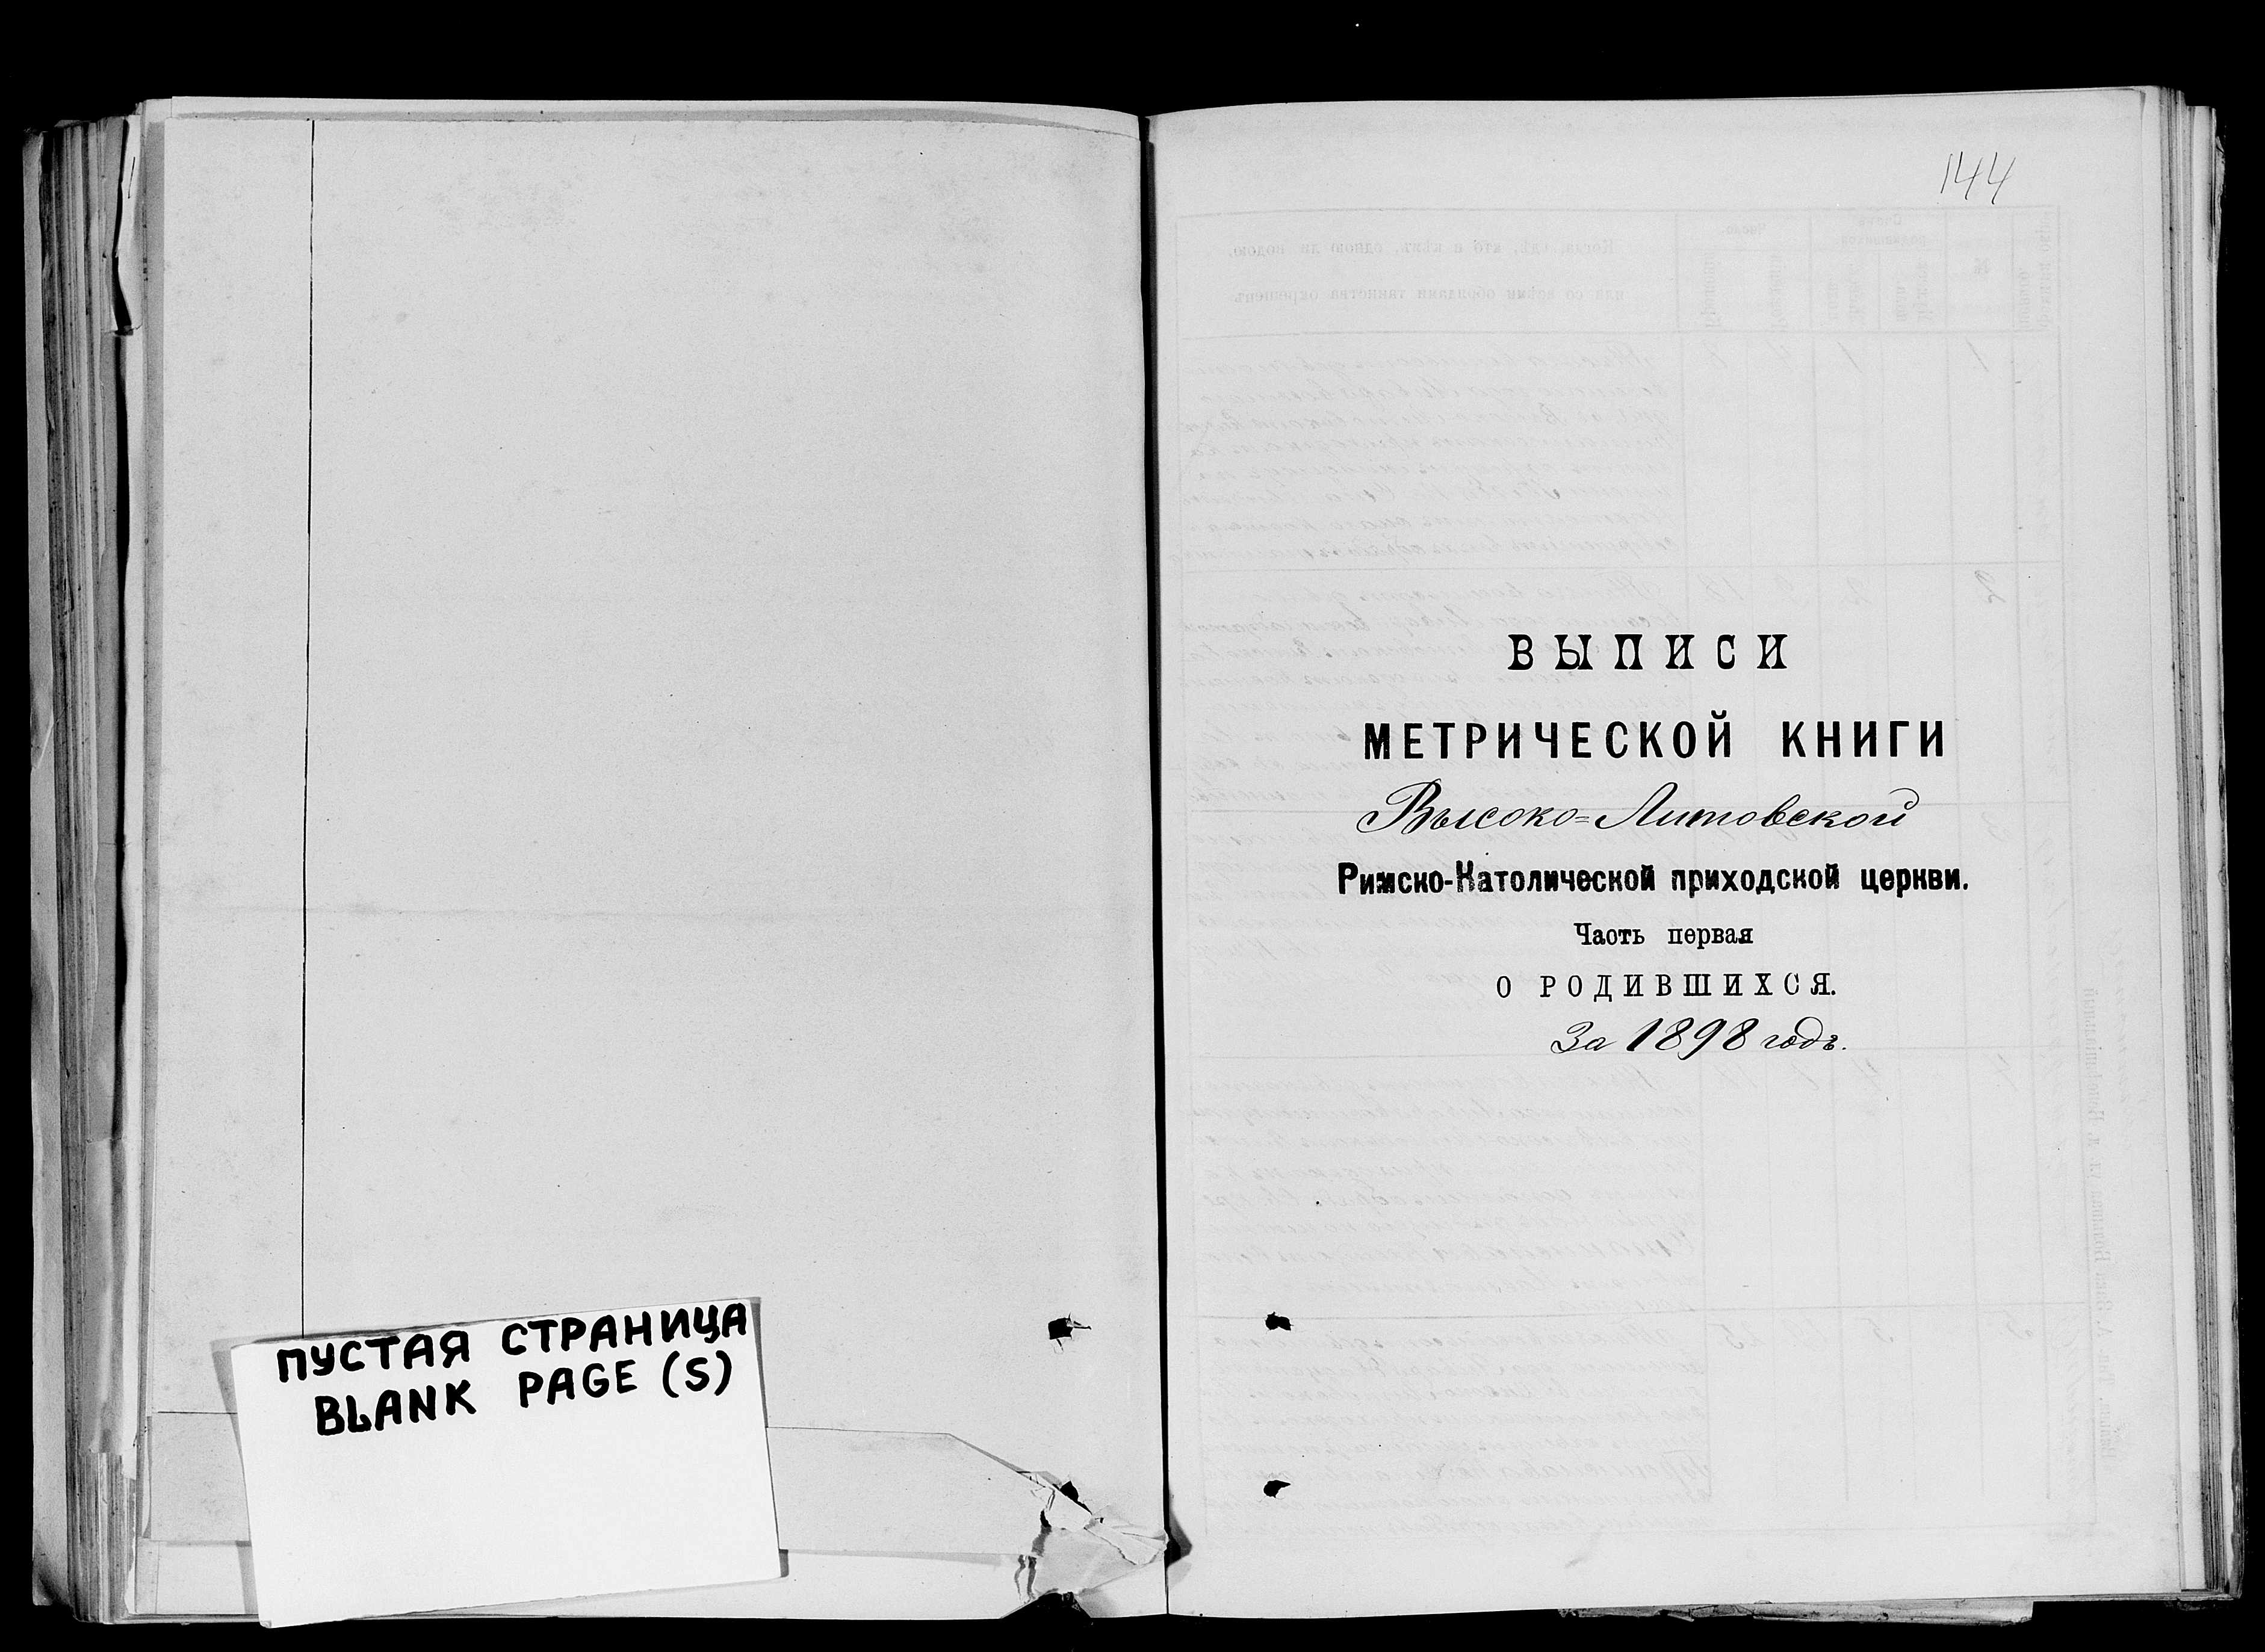 ПУСТАЯ СТРАНИЦА
BLANK PAGE (S)
144
ВЫПИСИ
МЕТРИЧЕСКОЙ КНИГИ
Высоко=Литовской
Римско-Католической приходской церкви.
Часть первая
О РОДИВШИХСЯ.
За 1898 годъ.